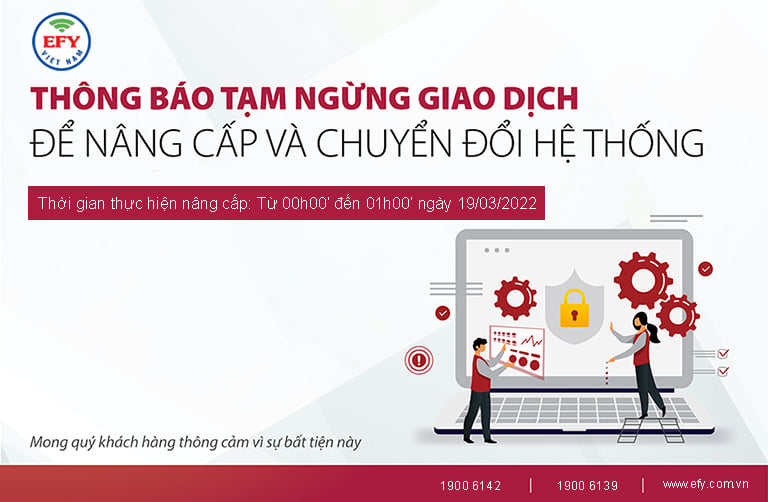 EFY
VIET NAM
THÔNG BÁO TẠM NGỪNG GIAO DỊCH
ĐỂ NÂNG CẤP VÀ CHUYỂN ĐỔI HỆ THỐNG
Thời gian thực hiện nâng cấp: Từ 00h00' đến 01h00' ngày 19/03/2022
Mong quý khách hàng thông cảm vì sự bất tiện này
1900 6142 | 1900 6139 | www.efy.com.vn